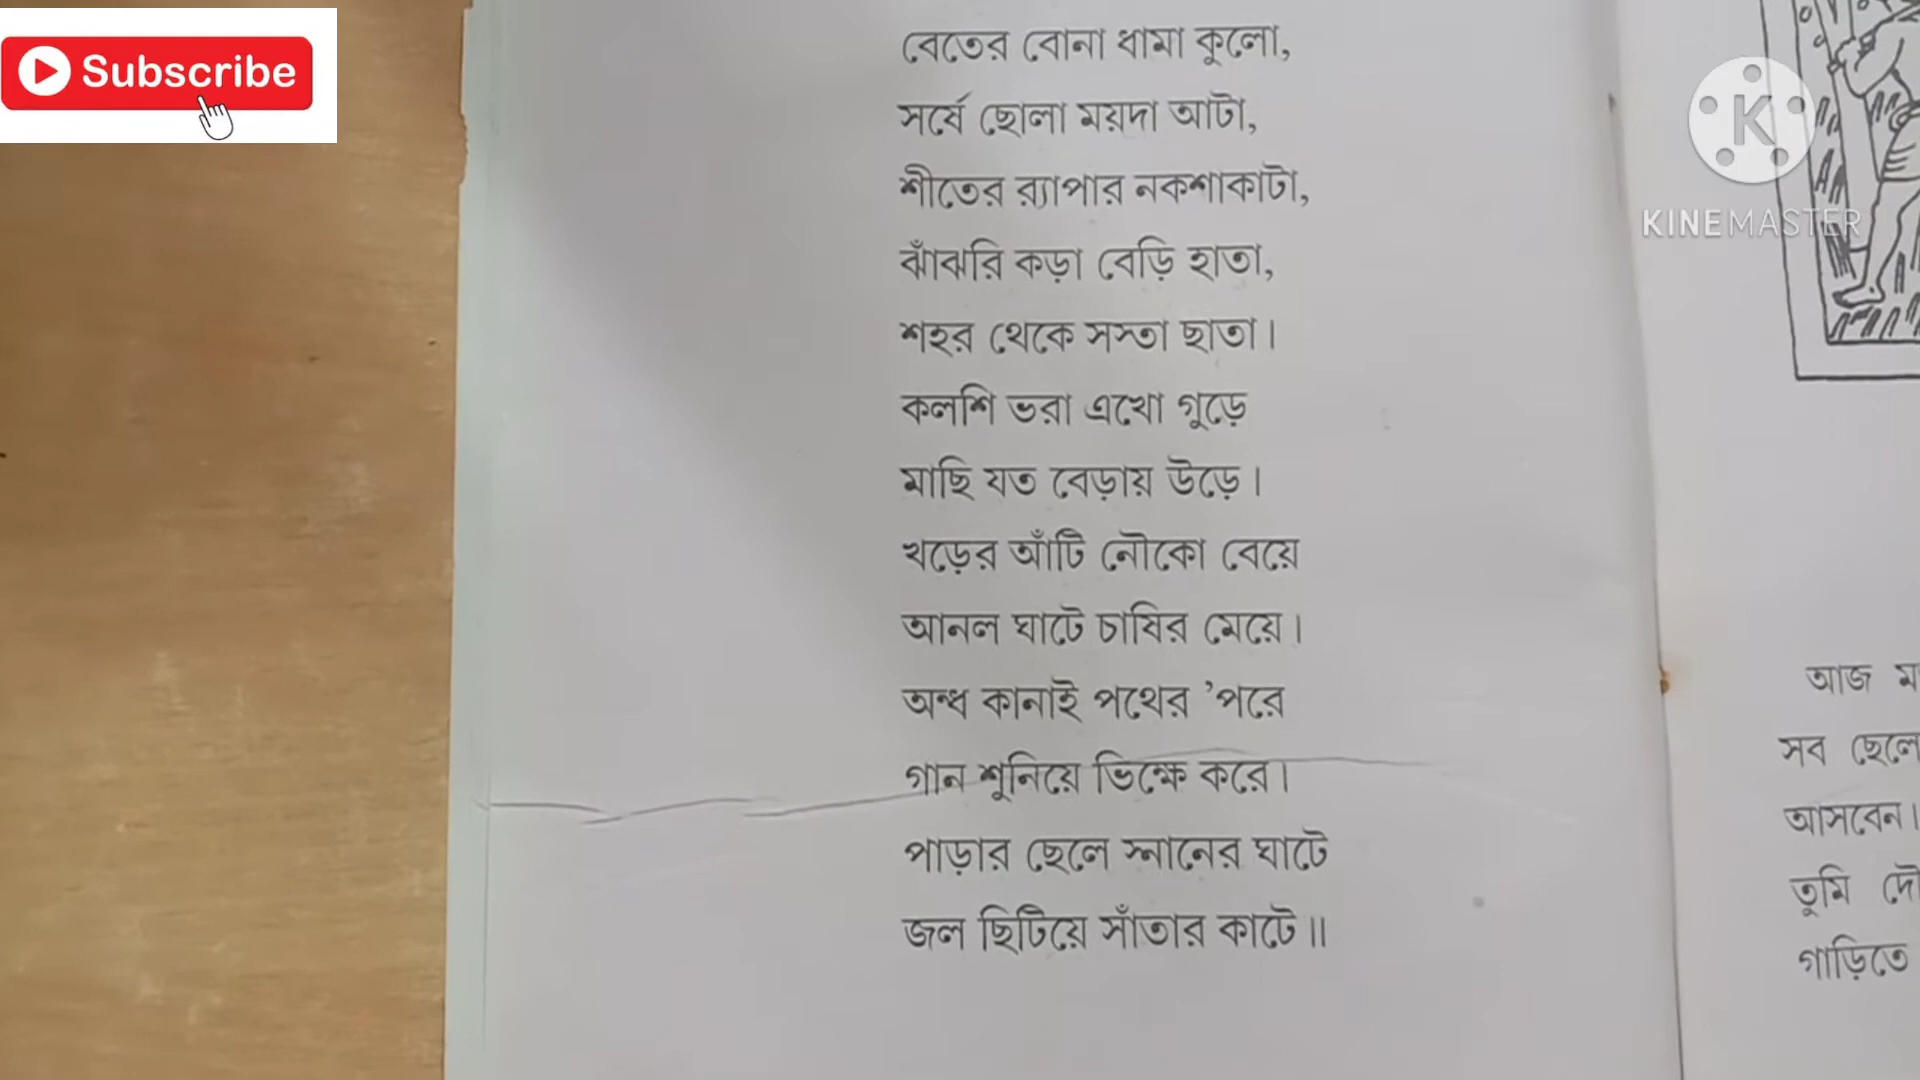 Subscribe
KINEMASTER
বেতের বোনা ধামা কুলো,
সর্ষে ছোলা ময়দা আটা,
শীতের র‍্যাপার নকশাকাটা,
ঝাঁঝরি কড়া বেড়ি হাতা,
শহর থেকে সস্তা ছাতা।
কলশি ভরা এখো গুড়ে
মাছি যত বেড়ায় উড়ে।
খড়ের আঁটি নৌকো বেয়ে
আনল ঘাটে চাষির মেয়ে।
অন্ধ কানাই পথের ’পরে
গান শুনিয়ে ভিক্ষে করে।
পাড়ার ছেলে স্নানের ঘাটে
জল ছিটিয়ে সাঁতার কাটে॥
আজ
সব ছেলে
আসবেন।
তুমি
গাড়িতে